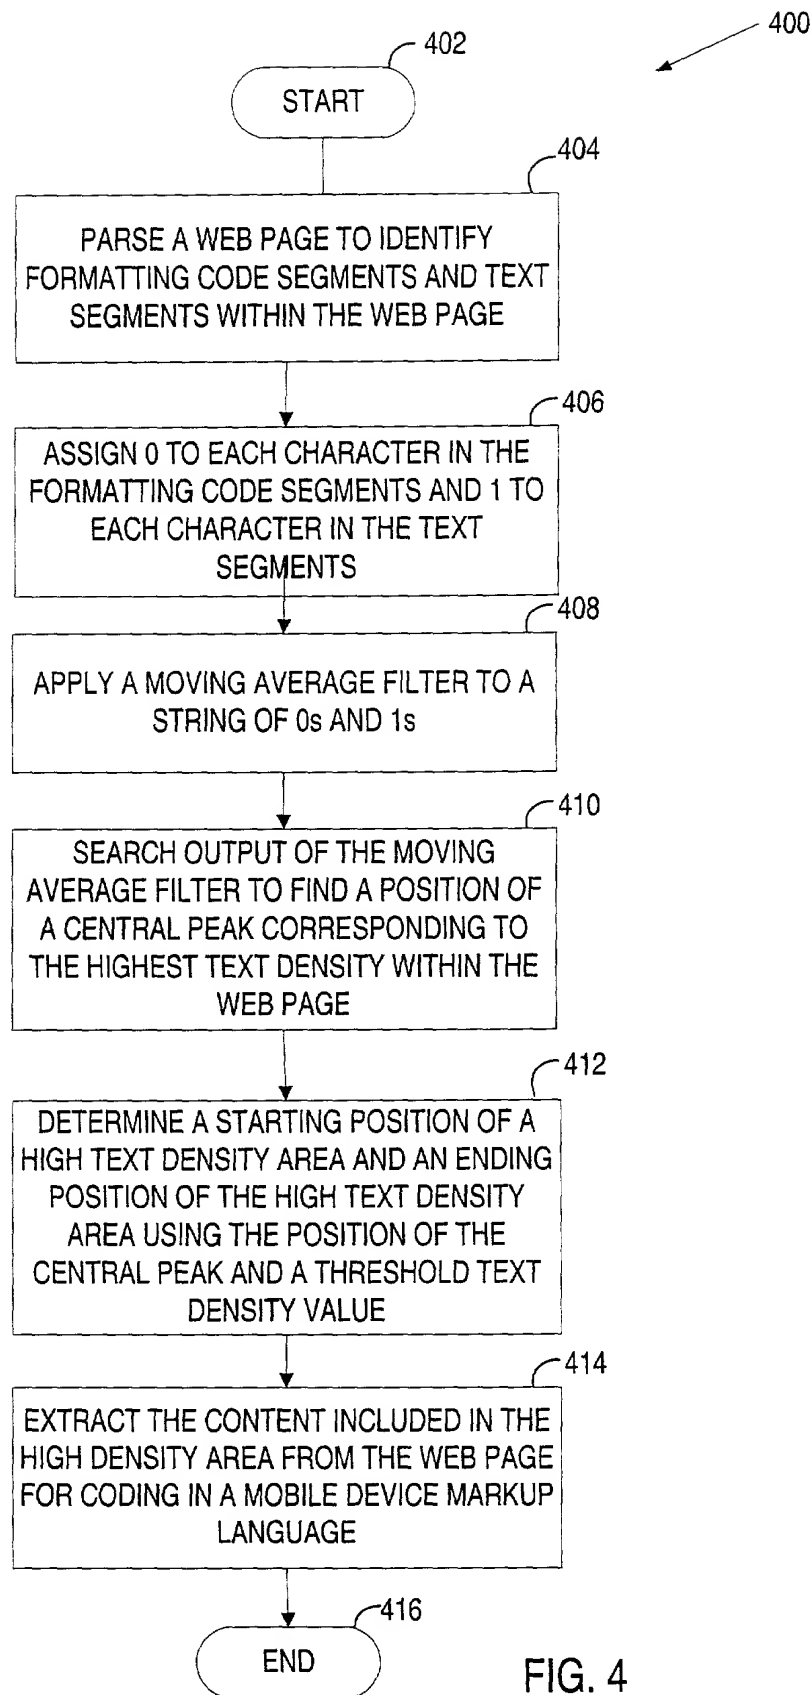 400
402
START
404
PARSE A WEB PAGE TO IDENTIFY
FORMATTING CODE SEGMENTS AND TEXT
SEGMENTS WITHIN THE WEB PAGE
406
ASSIGN 0 TO EACH CHARACTER IN THE
FORMATTING CODE SEGMENTS AND 1 TO
EACH CHARACTER IN THE TEXT
SEGMENTS
408
APPLY A MOVING AVERAGE FILTER TO A
STRING OF 0s AND 1s
410
SEARCH OUTPUT OF THE MOVING
AVERAGE FILTER TO FIND A POSITION OF
A CENTRAL PEAK CORRESPONDING TO
THE HIGHEST TEXT DENSITY WITHIN THE
WEB PAGE
412
DETERMINE A STARTING POSITION OF A
HIGH TEXT DENSITY AREA AND AN ENDING
POSITION OF THE HIGH TEXT DENSITY
AREA USING THE POSITION OF THE
CENTRAL PEAK AND A THRESHOLD TEXT
DENSITY VALUE
414
EXTRACT THE CONTENT INCLUDED IN THE
HIGH DENSITY AREA FROM THE WEB PAGE
FOR CODING IN A MOBILE DEVICE MARKUP
LANGUAGE
416
END
FIG. 4